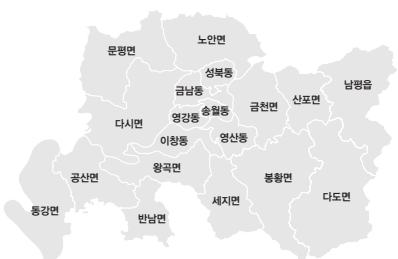 노안면
문평면
성북동
남평읍
금남동
산포면
금천면
송월동
영강동
다시면
영산동
이창동
왕곡면
공산면
봉황면
다도면
세지면
동강면
반남면